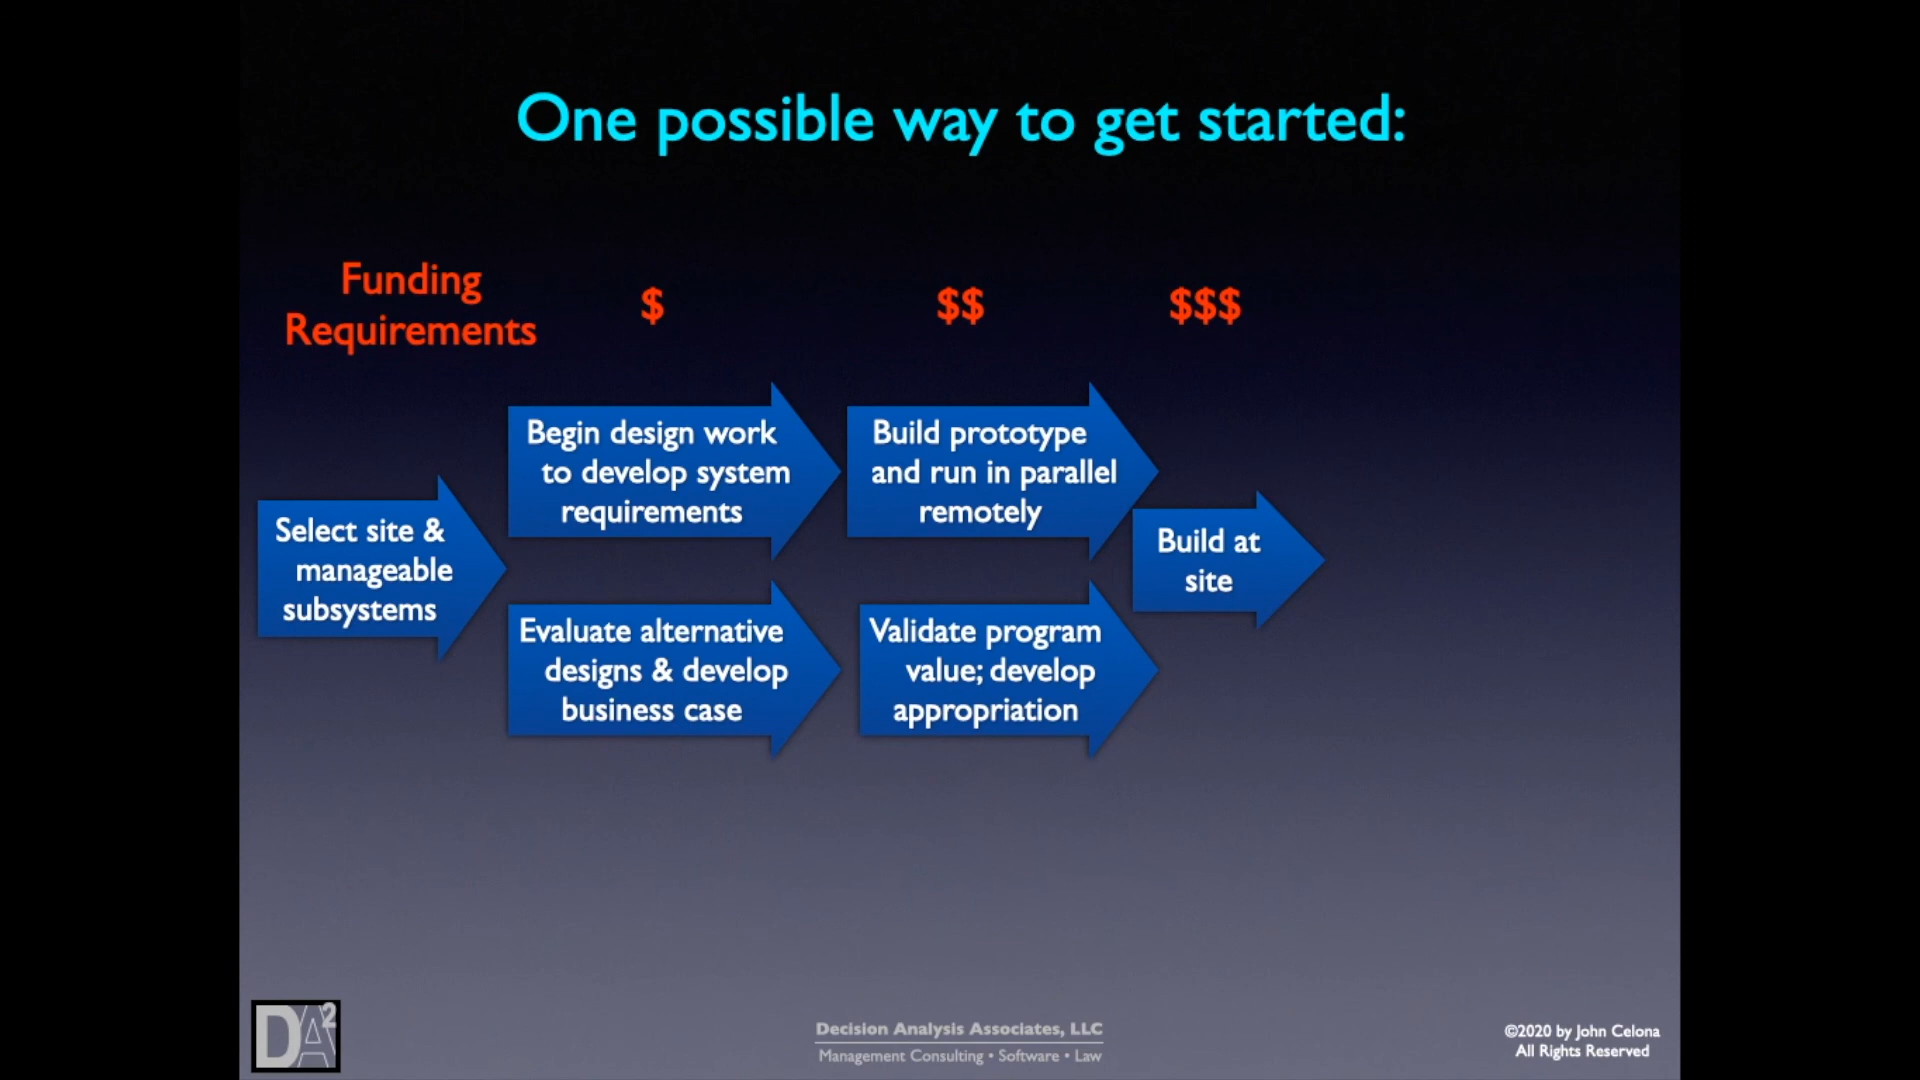 One possible way to get started:
Funding
Requirements
$
$$
$$$
Select site &
manageable
subsystems
Begin design work
to develop system
requirements
Evaluate alternative
designs & develop
business case
Build prototype
and run in parallel
remotely
Validate program
value; develop
appropriation
Build at
site
DA2
Decision Analysis Associates, LLC
Management Consulting • Software • Law
©2020 by John Celona
All Rights Reserved